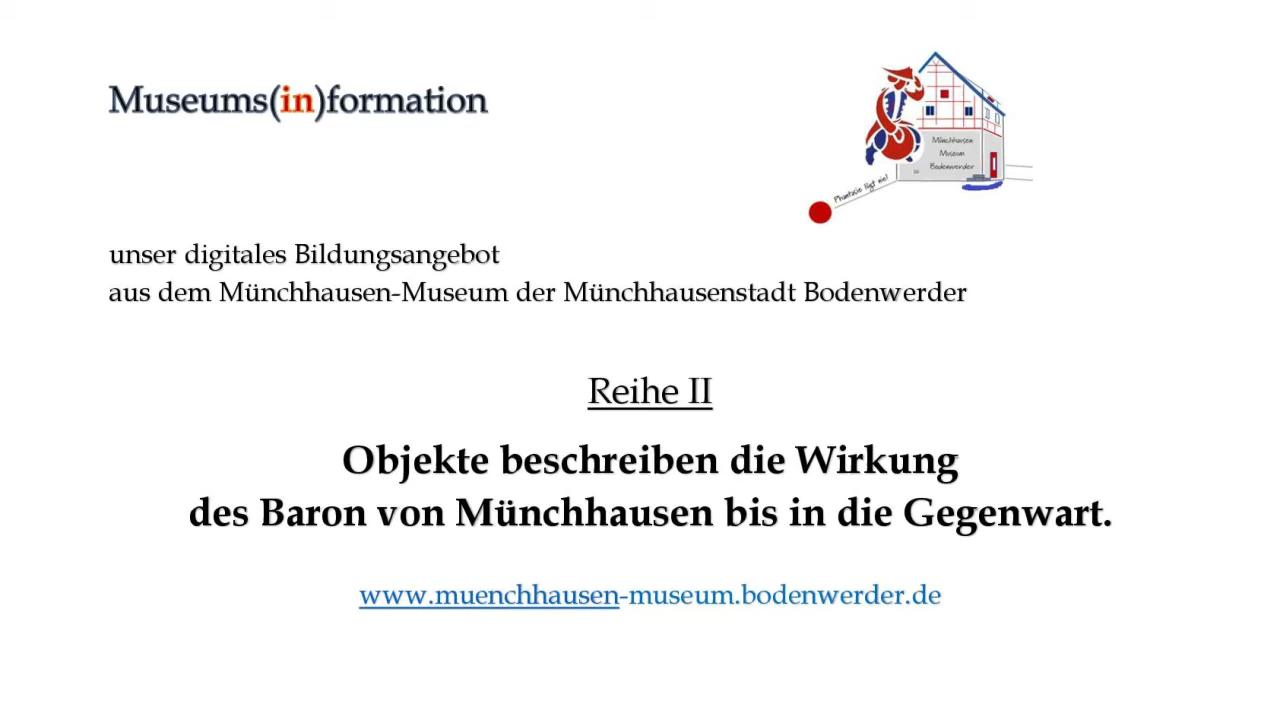 Museums(in)formation
Münchhausen
Museum
Bodenwerder
Phantasie lügt nie!
unser digitales Bildungsangebot
aus dem Münchhausen-Museum der Münchhausenstadt Bodenwerder
Reihe II
Objekte beschreiben die Wirkung
des Baron von Münchhausen bis in die Gegenwart.
www.muenchhausen-museum.bodenwerder.de